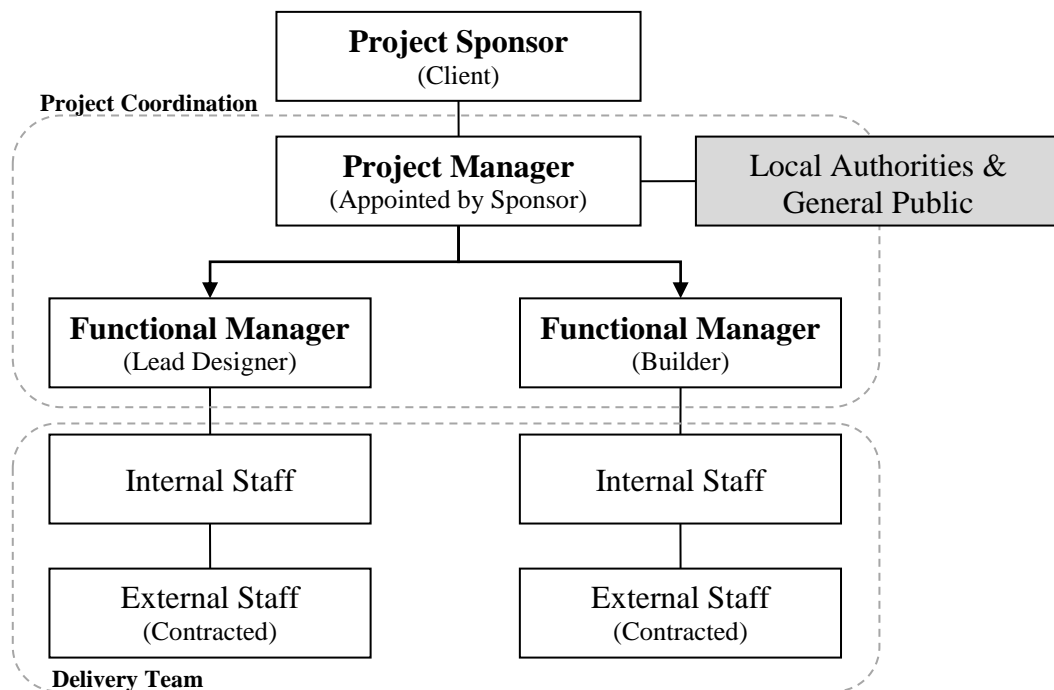 Project Sponsor
(Client)
Project Coordination
Project Manager
(Appointed by Sponsor)
Local Authorities &
General Public
Functional Manager
(Lead Designer)
Functional Manager
(Builder)
Internal Staff
Internal Staff
External Staff
(Contracted)
External Staff
(Contracted)
Delivery Team